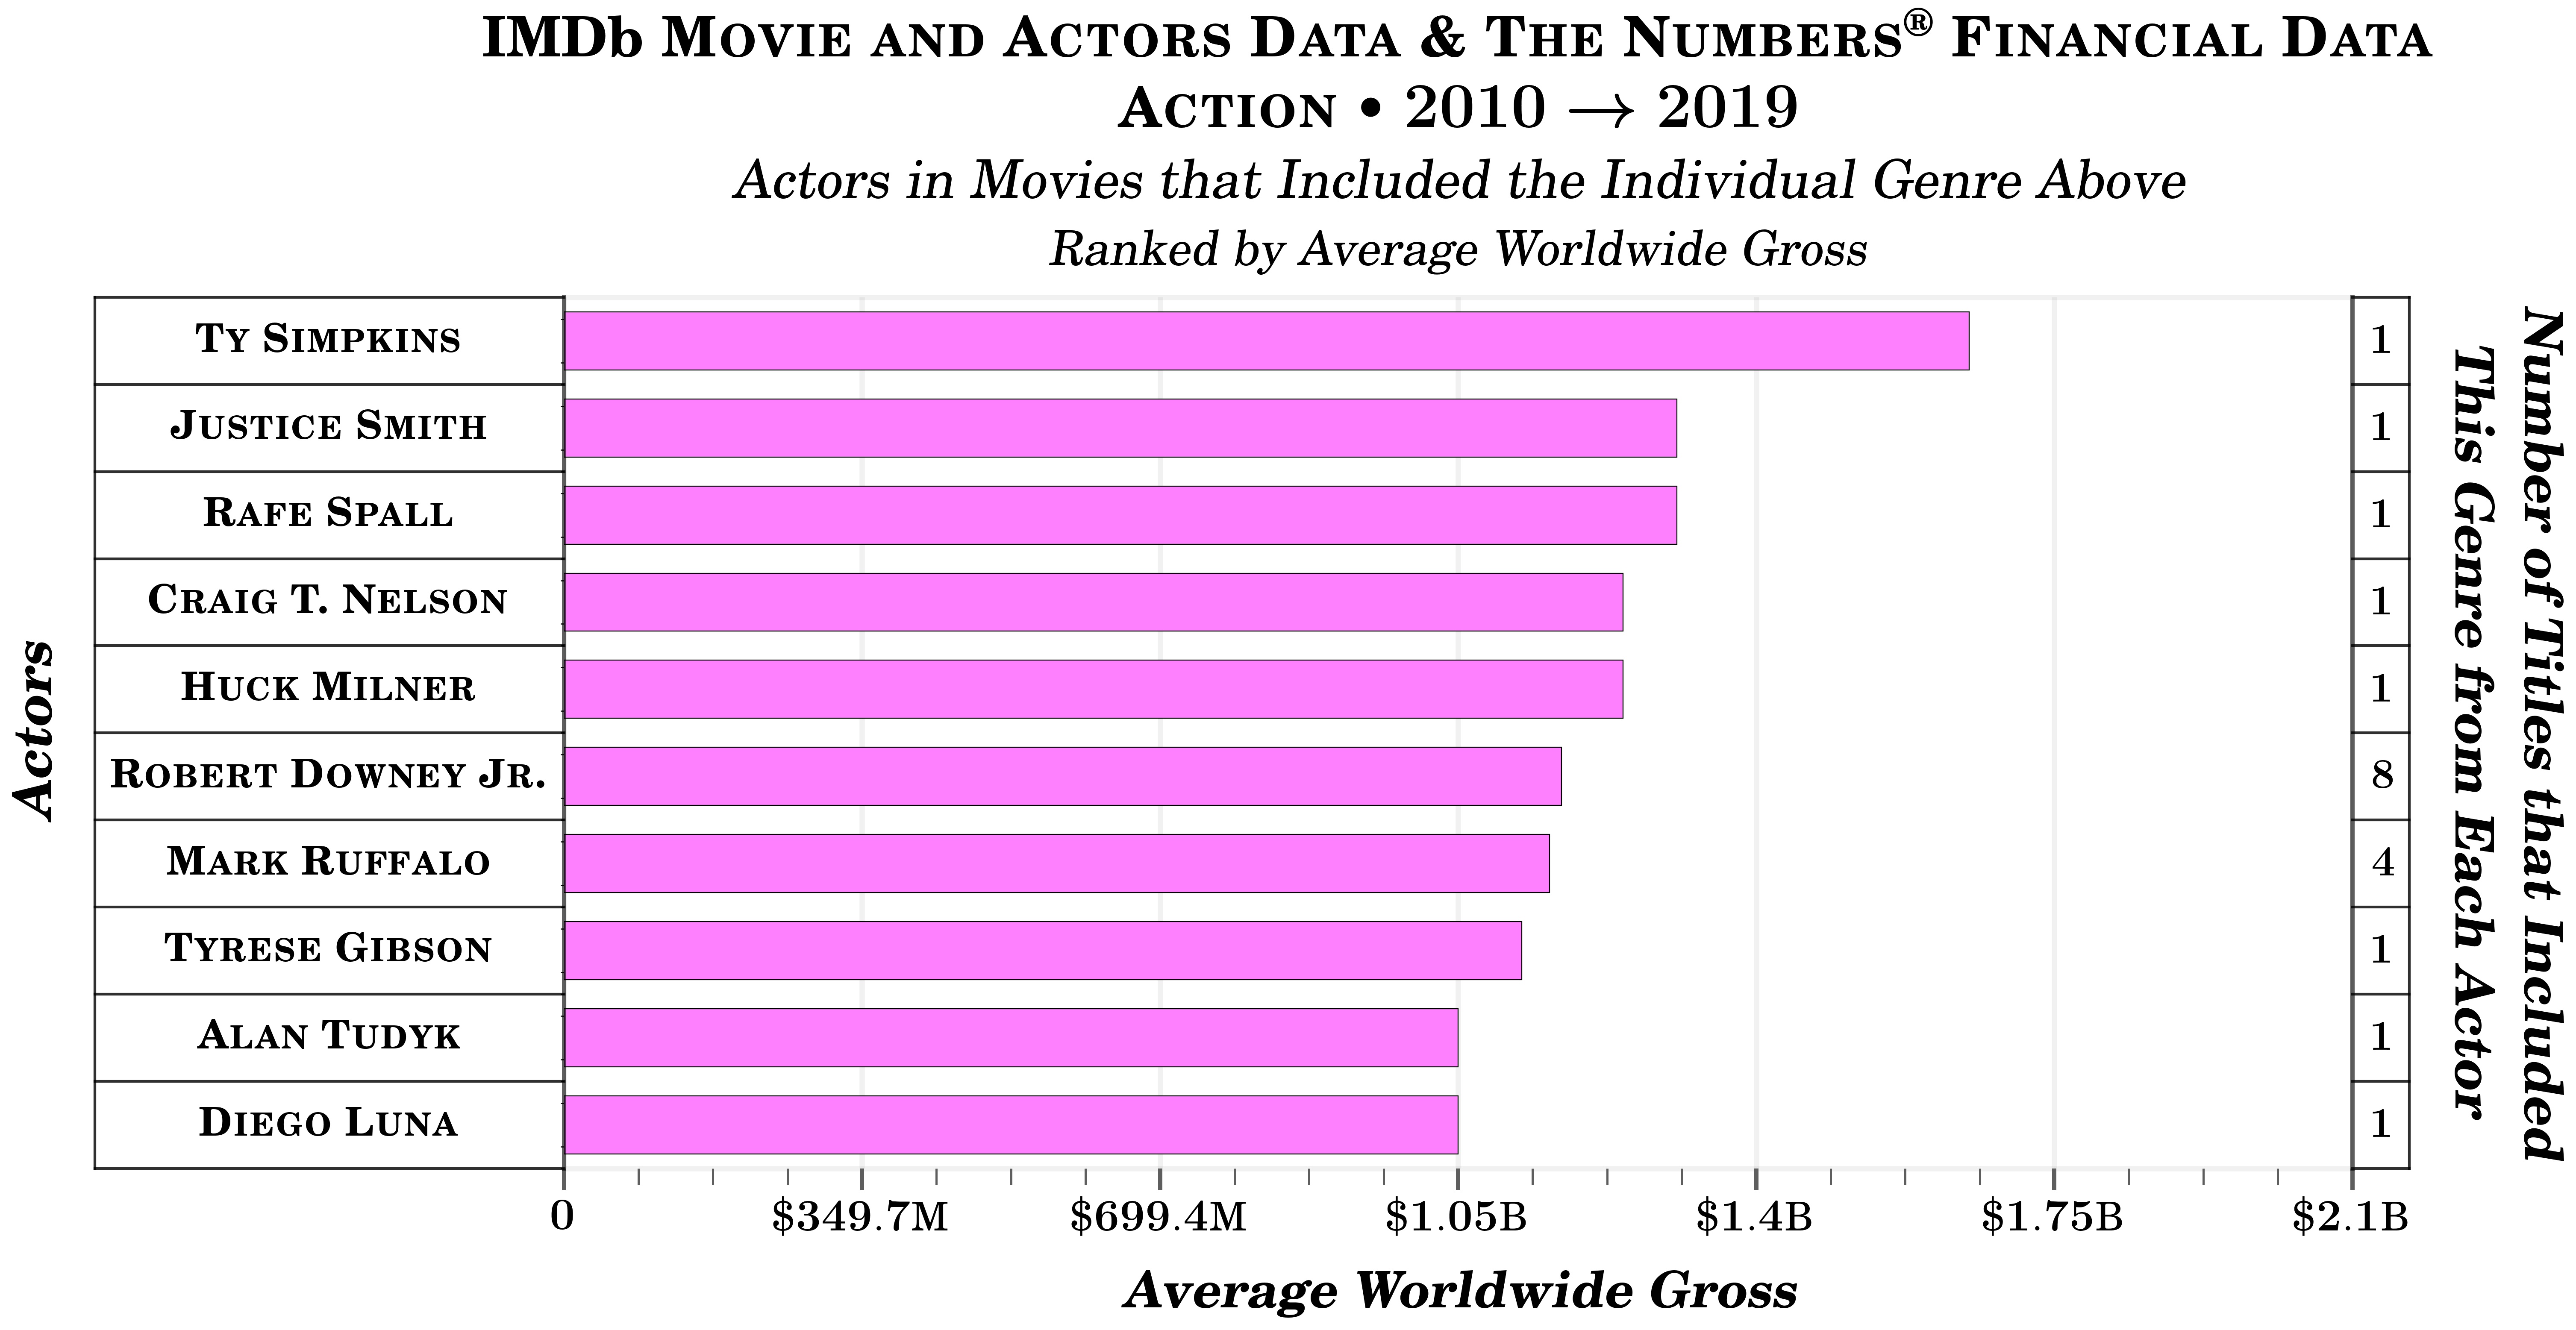 IMDb Movie and Actors Data & The Numbers® Financial Data
Action • 2010 → 2019
Actors in Movies that Included the Individual Genre Above
Ranked by Average Worldwide Gross
Actors
Ty Simpkins 1
Justice Smith 1
Rafe Spall 1
Craig T. Nelson 1
Huck Milner 1
Robert Downey Jr. 8
Mark Ruffalo 4
Tyrese Gibson 1
Alan Tudyk 1
Diego Luna 1
Number of Titles that Included
This Genre from Each Actor
0 $349.7M $699.4M $1.05B $1.4B $1.75B $2.1B
Average Worldwide Gross